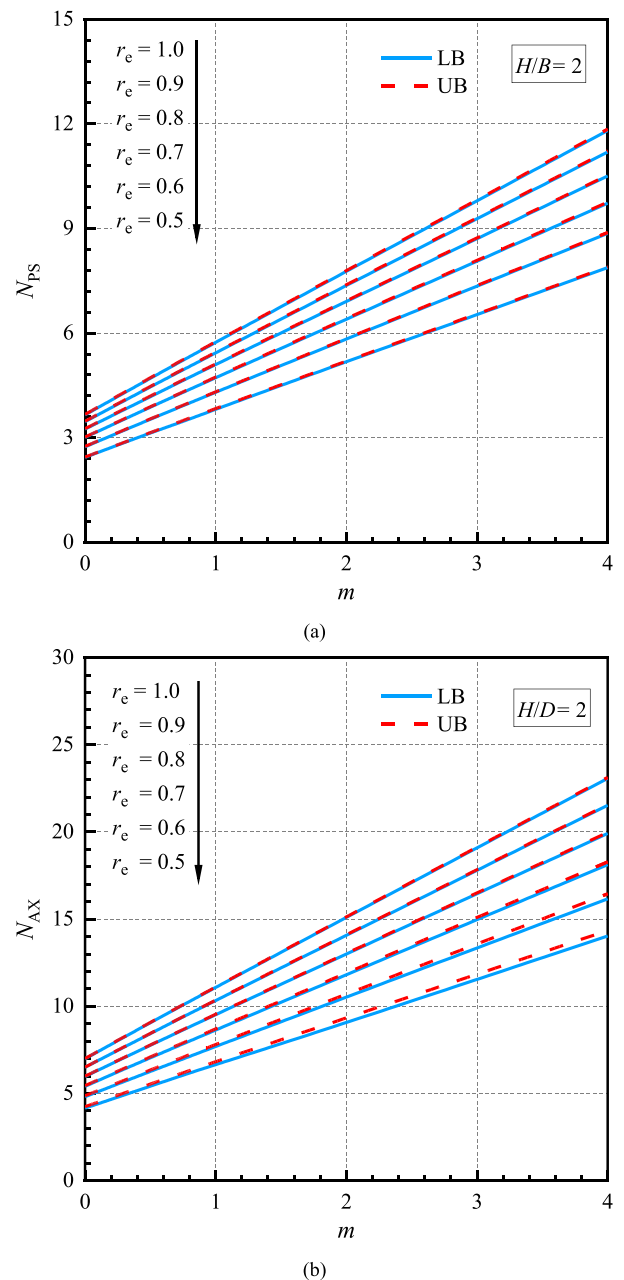 15
12
9
6
3
0
N_PS
r_e = 1.0
r_e = 0.9
r_e = 0.8
r_e = 0.7
r_e = 0.6
r_e = 0.5
LB
UB
H/B= 2
0 1 2 3 4
m
(a)
30
25
20
15
10
5
0
N_AX
r_e = 1.0
r_e = 0.9
r_e = 0.8
r_e = 0.7
r_e = 0.6
r_e = 0.5
LB
UB
H/D= 2
0 1 2 3 4
m
(b)